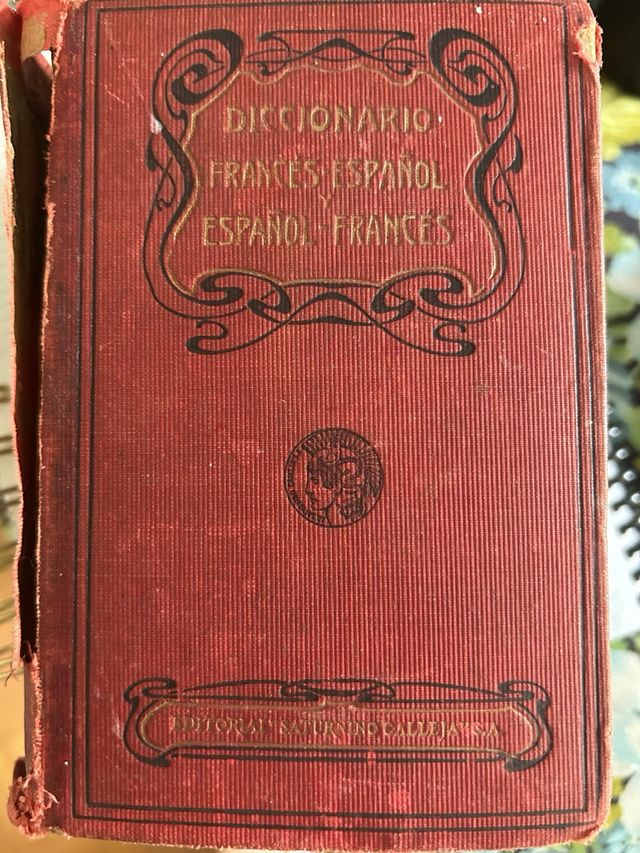 DICCIONARIO
FRANCÉS-ESPAÑOL
Y
ESPAÑOL-FRANCÉS
EDITORIAL "SATURNINO CALLEJA" S.A.